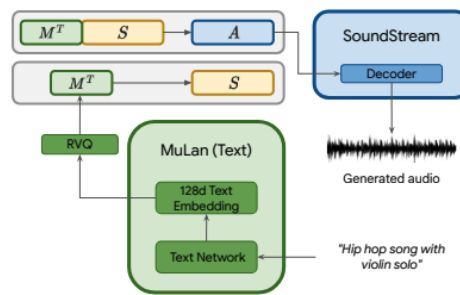 M^T S A
SoundStream
Decoder
M^T S
RVQ
MuLan (Text)
Generated audio
128d Text
Embedding
Text Network
"Hip hop song with
violin solo"